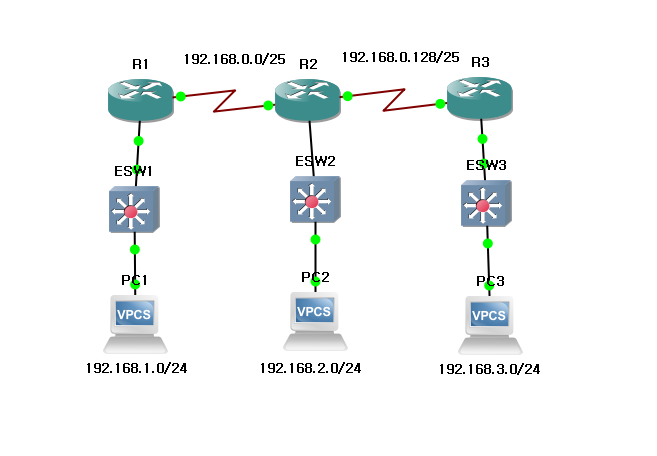 192.168.0.0/25
192.168.0.128/25
R1
R2
R3
ESW1
ESW2
ESW3
PC1
PC2
PC3
VPCS
VPCS
VPCS
192.168.1.0/24
192.168.2.0/24
192.168.3.0/24